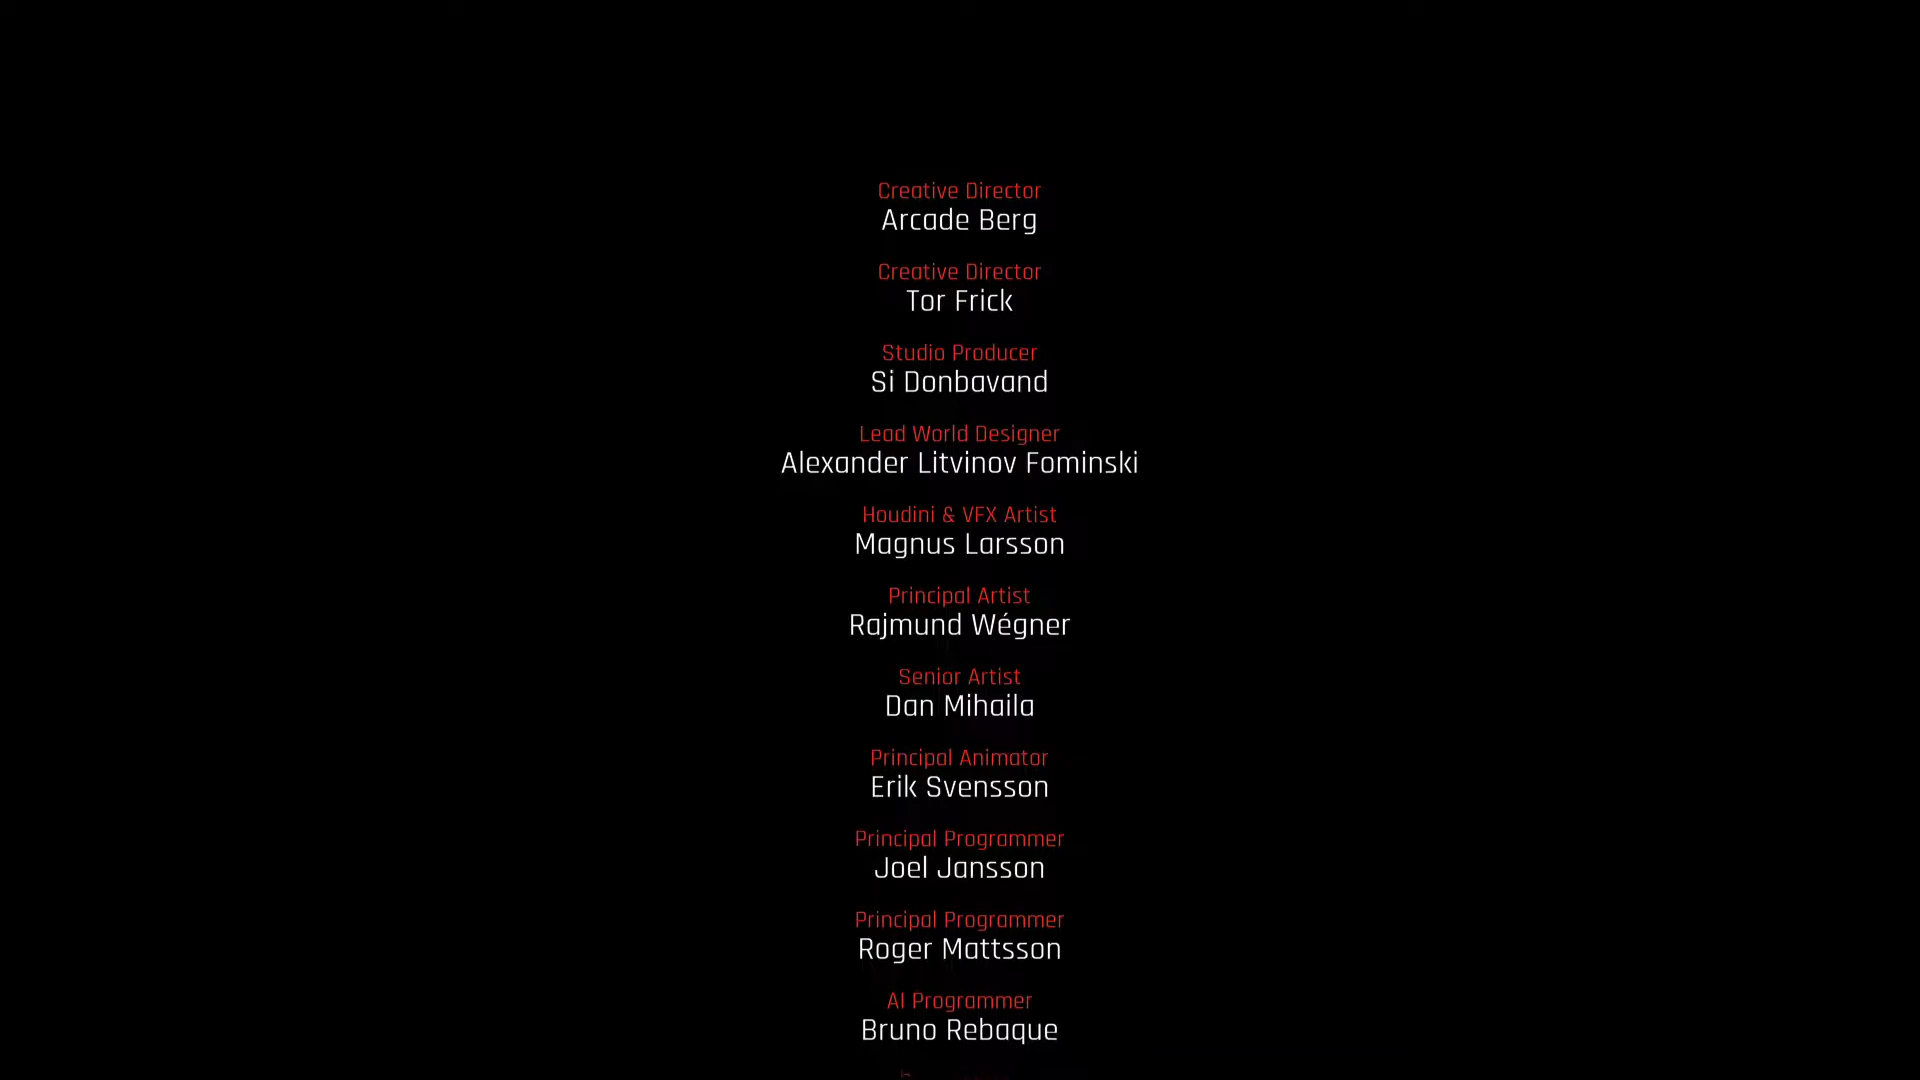 Creative Director
Arcade Berg
Creative Director
Tor Frick
Studio Producer
Si Donbavand
Lead World Designer
Alexander Litvinov Fominski
Houdini & VFX Artist
Magnus Larsson
Principal Artist
Rajmund Wégner
Senior Artist
Dan Mihaila
Principal Animator
Erik Svensson
Principal Programmer
Joel Jansson
Principal Programmer
Roger Mattsson
AI Programmer
Bruno Rebaque